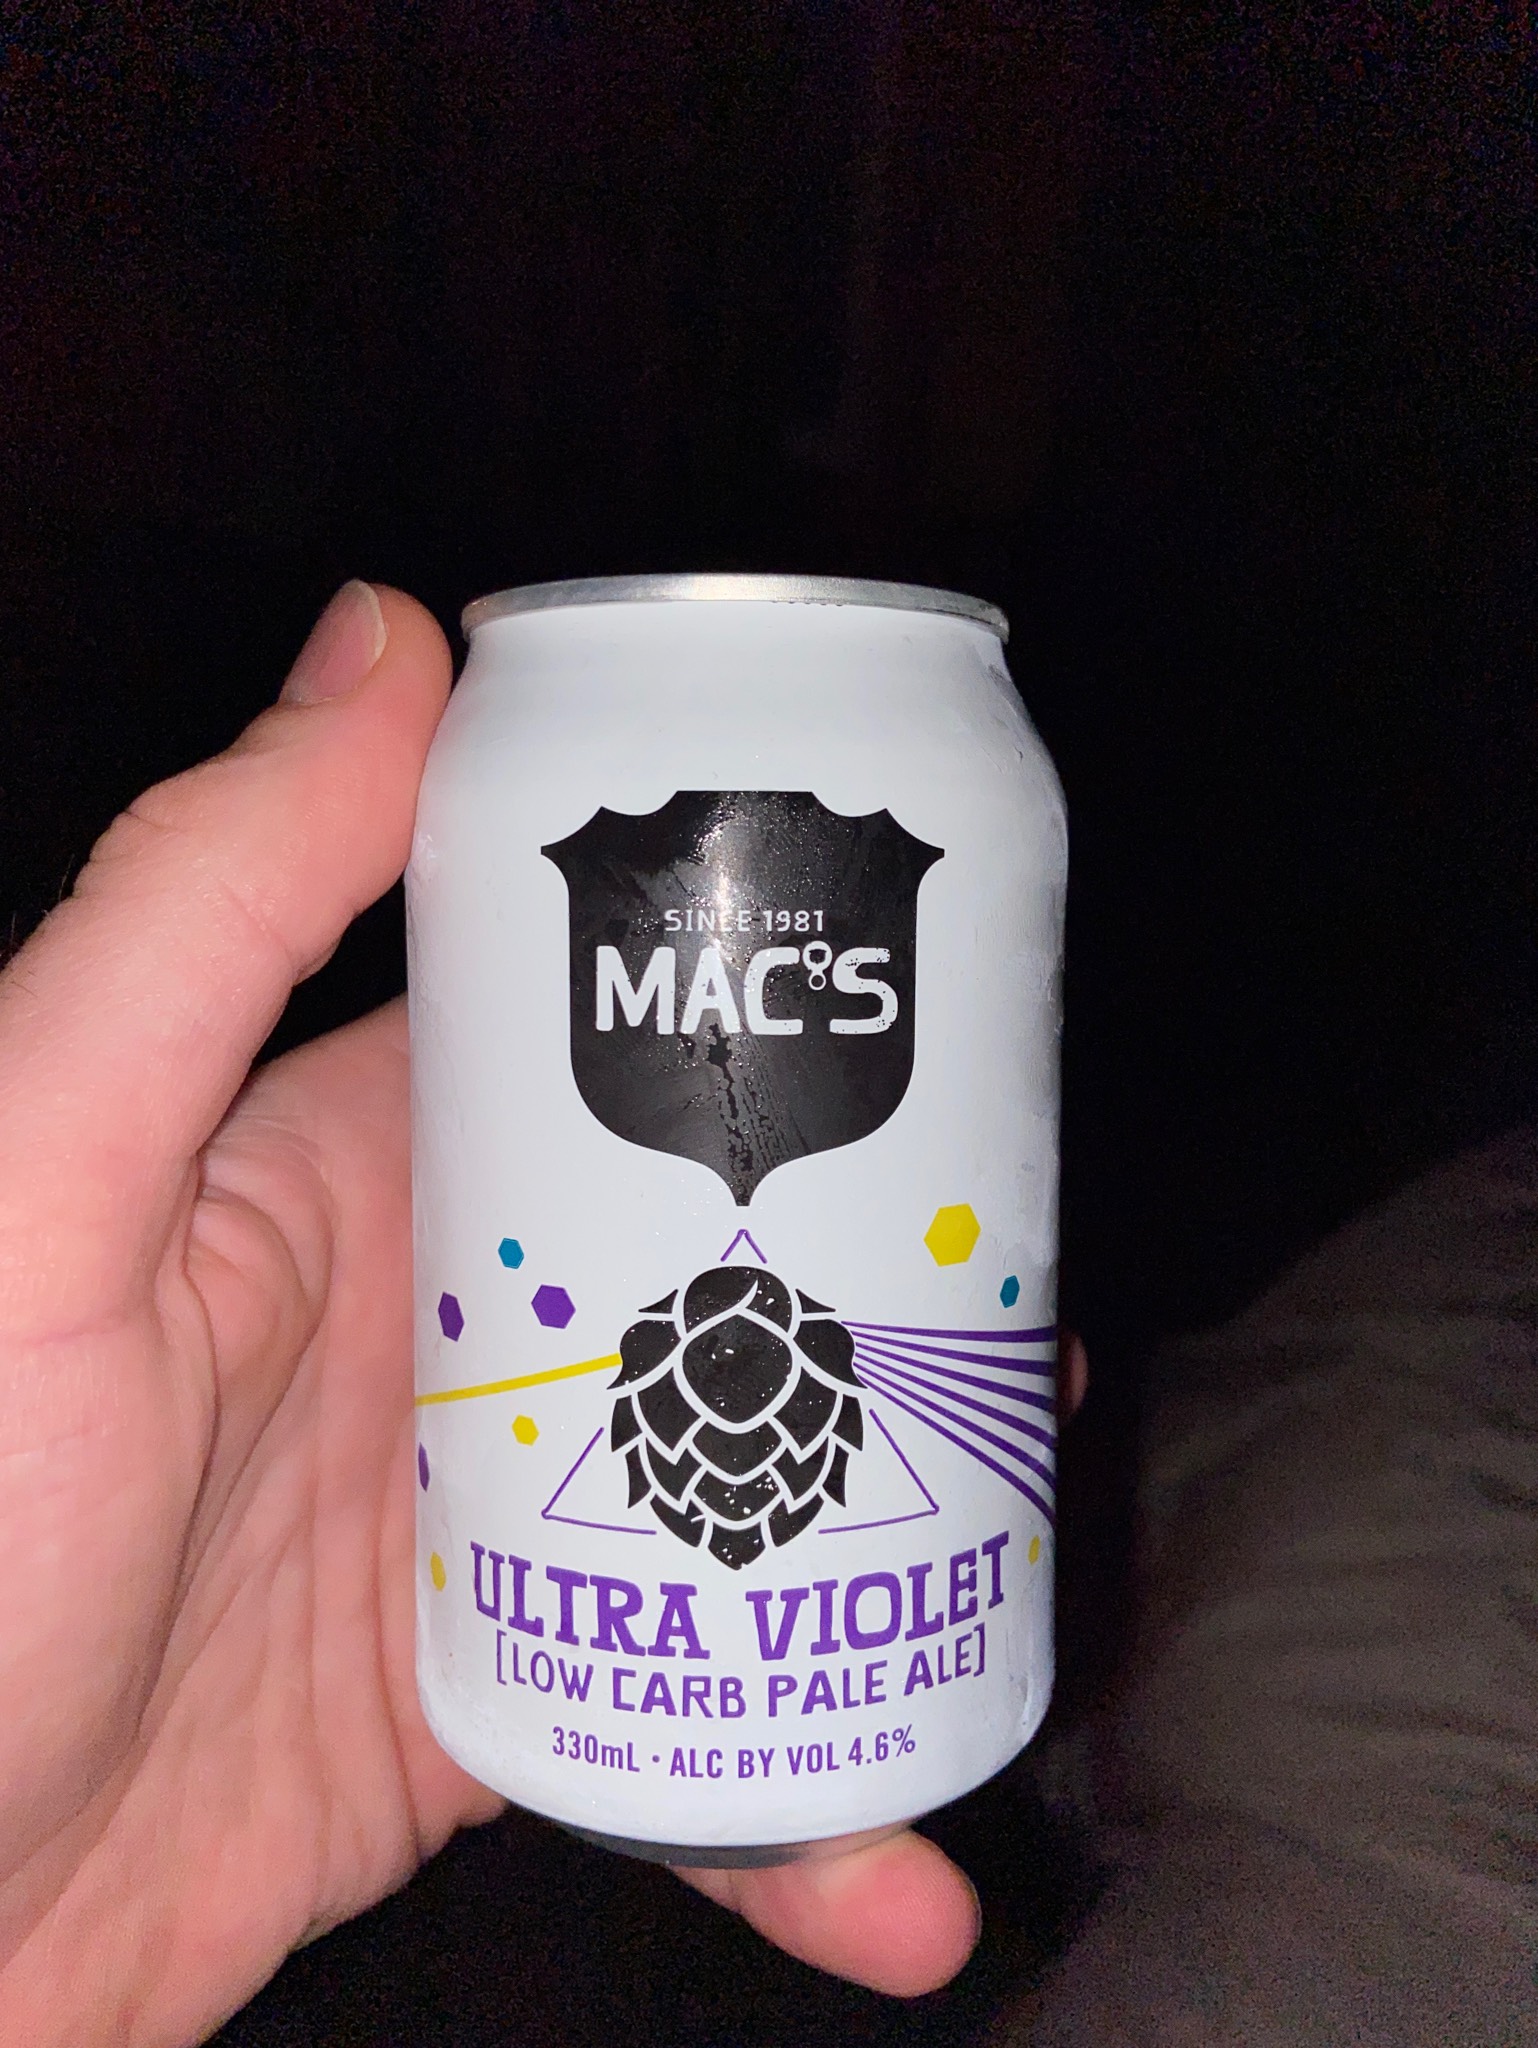 SINCE 1981
MAC'S
ULTRA VIOLET
[LOW CARB PALE ALE]
330mL · ALC BY VOL 4.6%